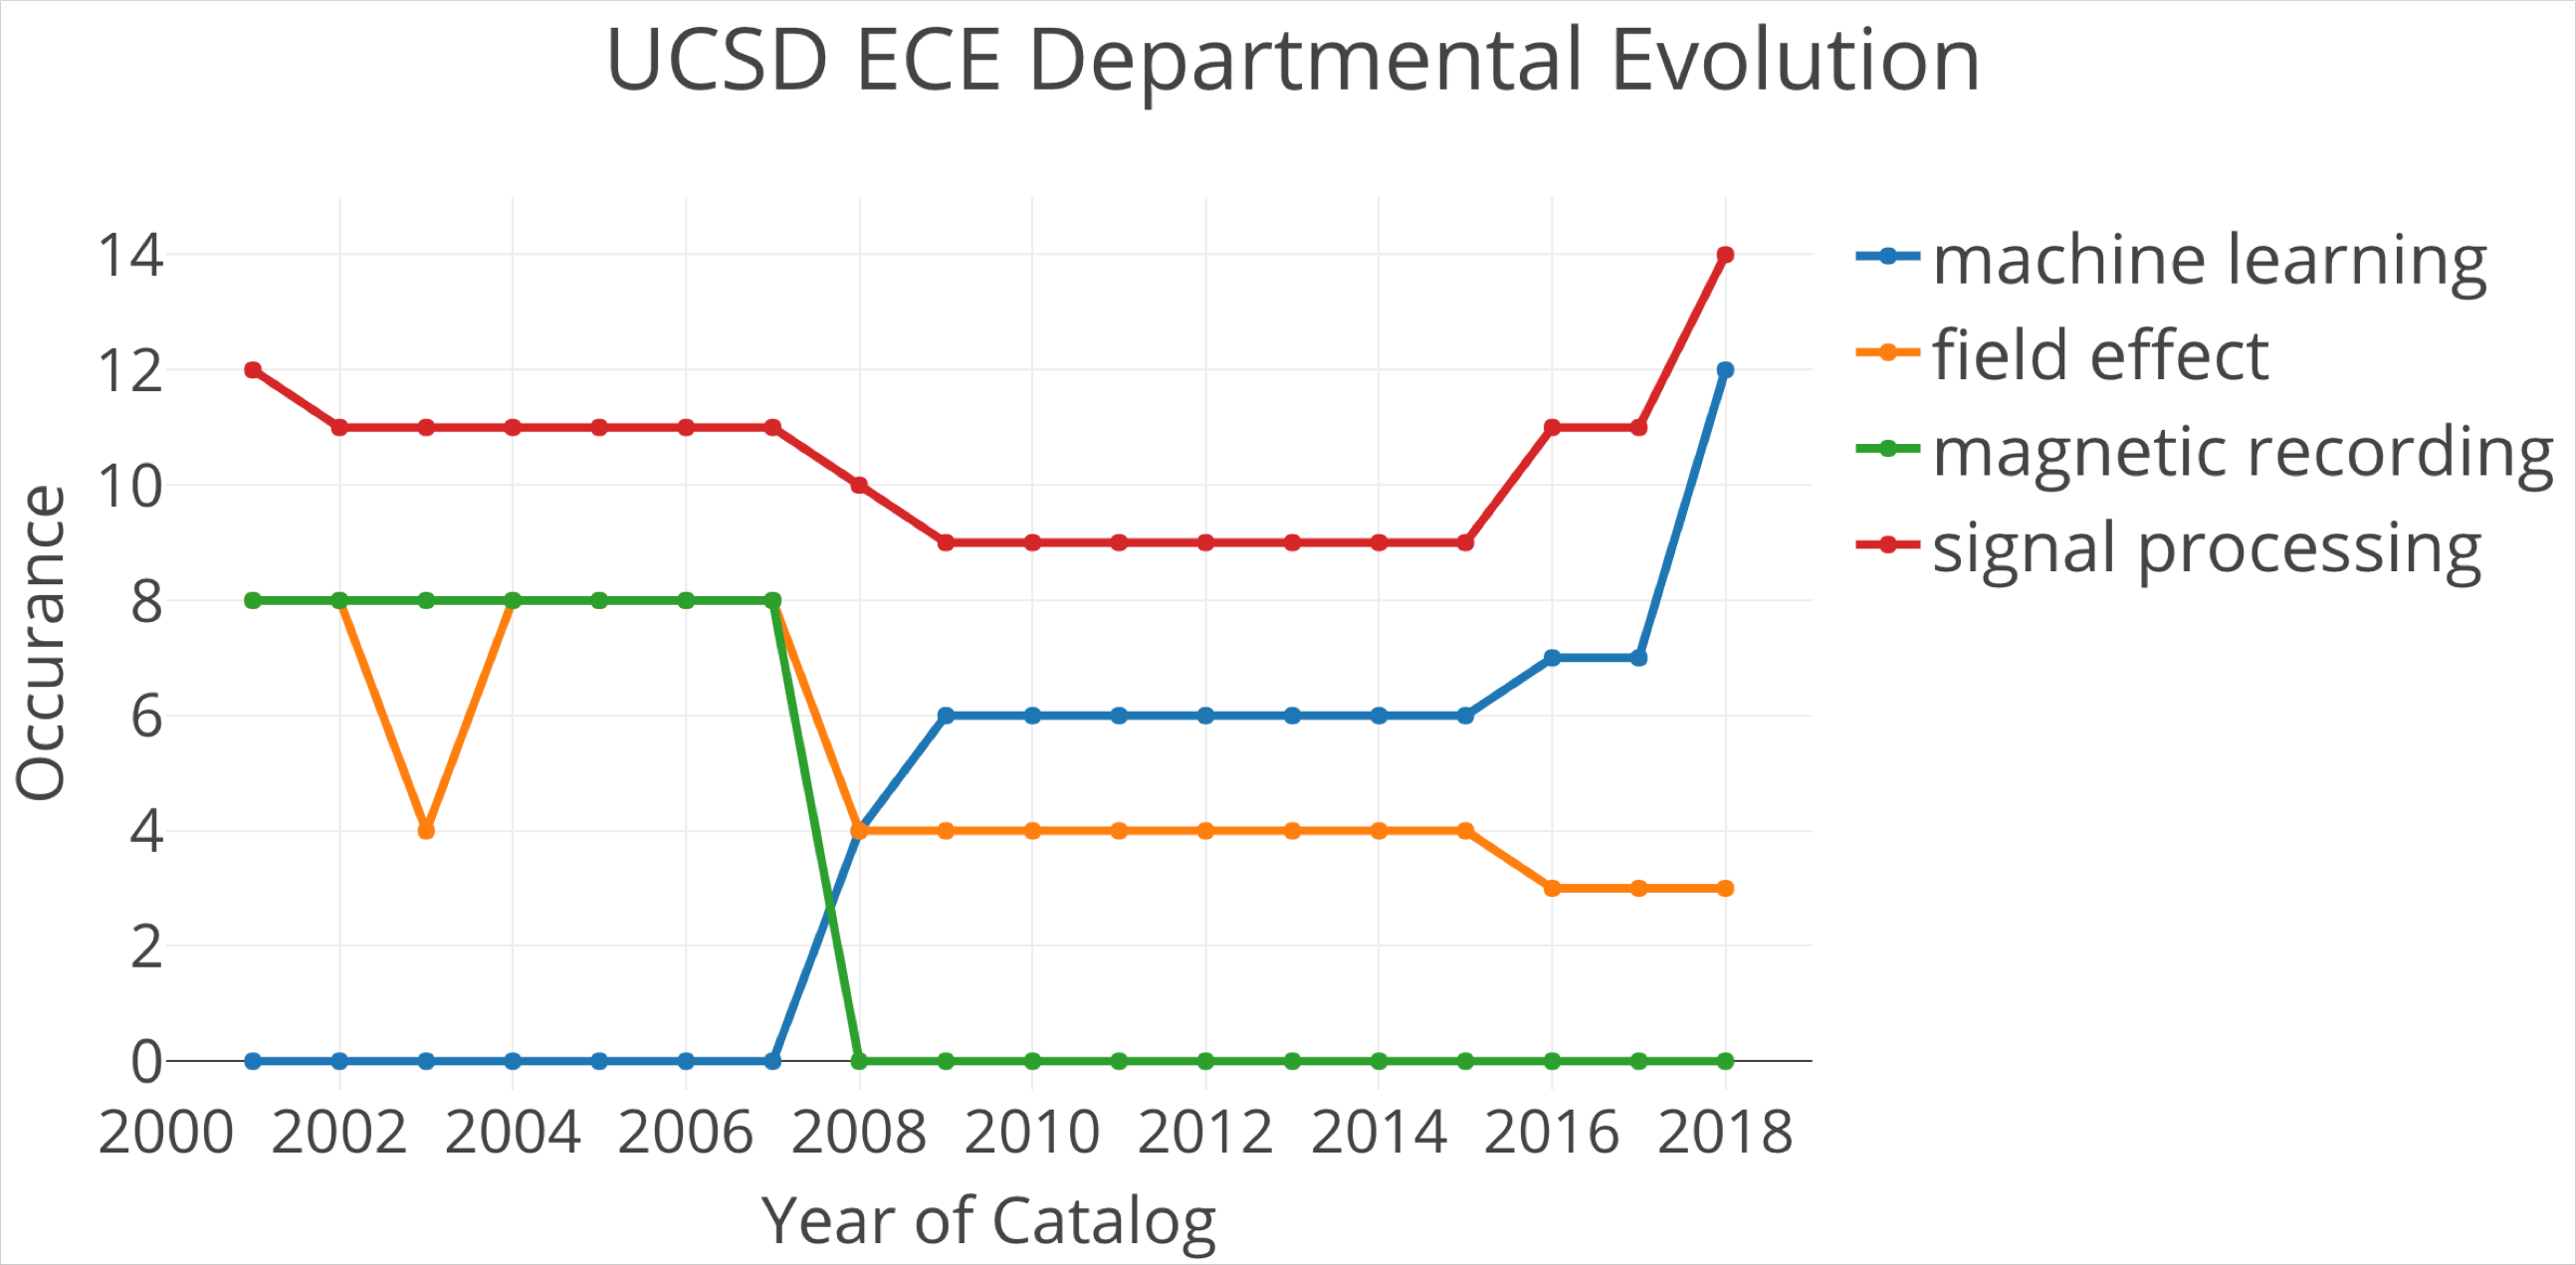 UCSD ECE Departmental Evolution
14
12
10
8
6
4
2
0
Occurance
2000 2002 2004 2006 2008 2010 2012 2014 2016 2018
Year of Catalog
machine learning
field effect
magnetic recording
signal processing